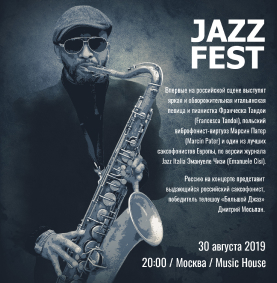 JAZZ
FEST
Впервые на российской сцене выступит
яркая и обворожительная итальянская
певица и пианистка Франческа Тандои
(Francesca Tandoi), польский
виброфонист-виртуоз Марсин Патер
(Marcin Pater) и один из лучших
саксофонистов Европы, по версии журнала
Jazz Italia Эмануеле Чизи (Emanuele Cisi).
Россию на концерте представит
выдающийся российский саксофонист,
победитель телешоу «Большой Джаз»
Дмитрий Мосьпан.
30 августа 2019
20:00 / Москва / Music House